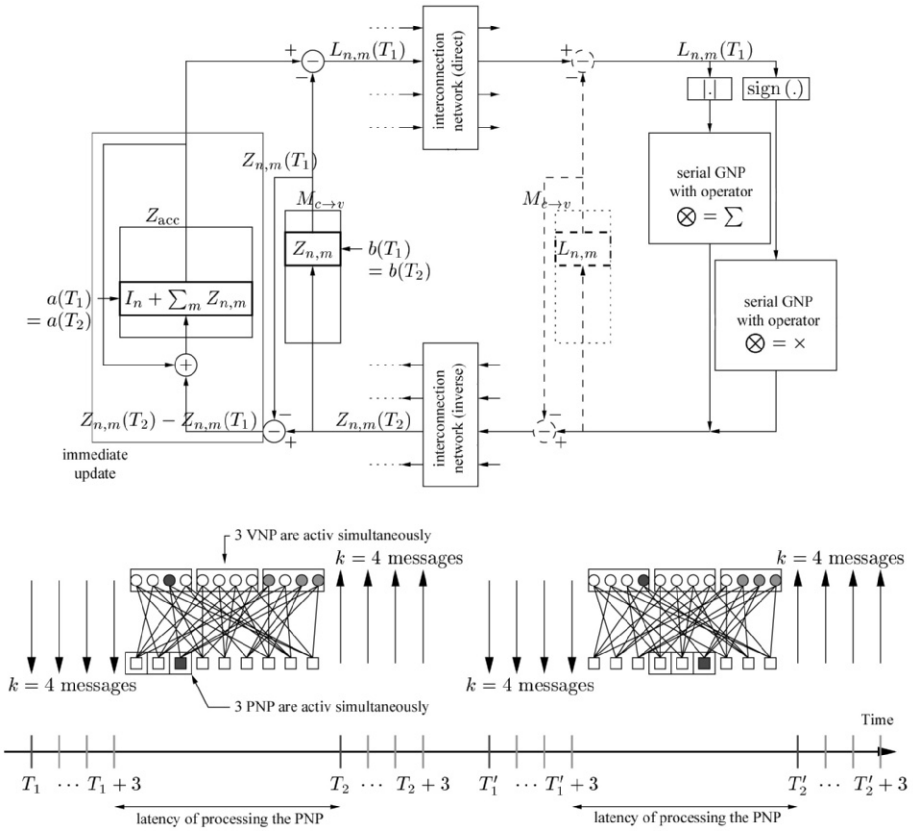 +
−
L_{n,m}(T_1)
interconnection
network (direct)
+
−
L_{n,m}(T_1)
|.|
sign (.)
Z_{n,m}(T_1)
serial GNP
with operator
⊗ = ∑
M_{c→v}
M_{c→v}
Z_acc
Z_{n,m}
b(T_1)
= b(T_2)
L_{n,m}
a(T_1)
= a(T_2)
I_n + ∑_m Z_{n,m}
serial GNP
with operator
⊗ = ×
+
interconnection
network (inverse)
Z_{n,m}(T_2) − Z_{n,m}(T_1)
−
+
Z_{n,m}(T_2)
−
+
immediate
update
3 VNP are activ simultaneously
k = 4 messages
k = 4 messages
k = 4 messages
k = 4 messages
3 PNP are activ simultaneously
Time
T_1 ··· T_1 + 3
T_2 ··· T_2 + 3
T′_1 ··· T′_1 + 3
T′_2 ··· T′_2 + 3
latency of processing the PNP
latency of processing the PNP